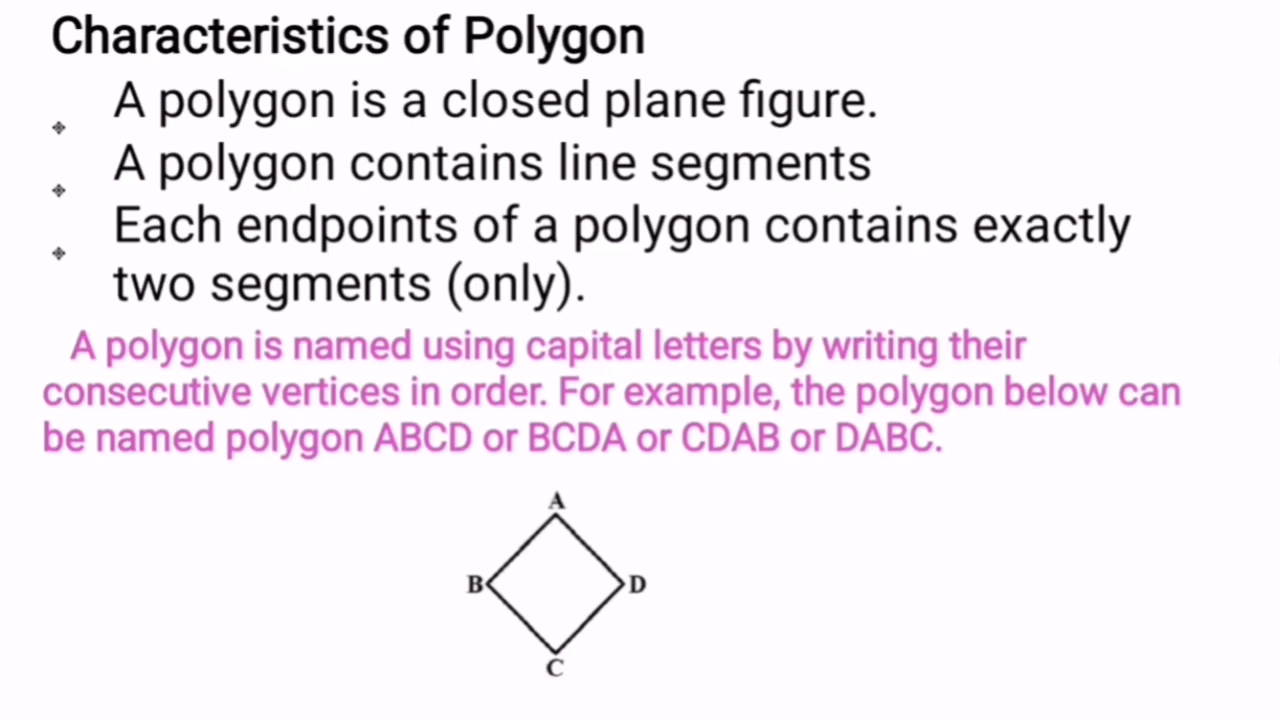 Characteristics of Polygon
A polygon is a closed plane figure.
A polygon contains line segments
Each endpoints of a polygon contains exactly
two segments (only).
A polygon is named using capital letters by writing their
consecutive vertices in order. For example, the polygon below can
be named polygon ABCD or BCDA or CDAB or DABC.
A
B
D
C